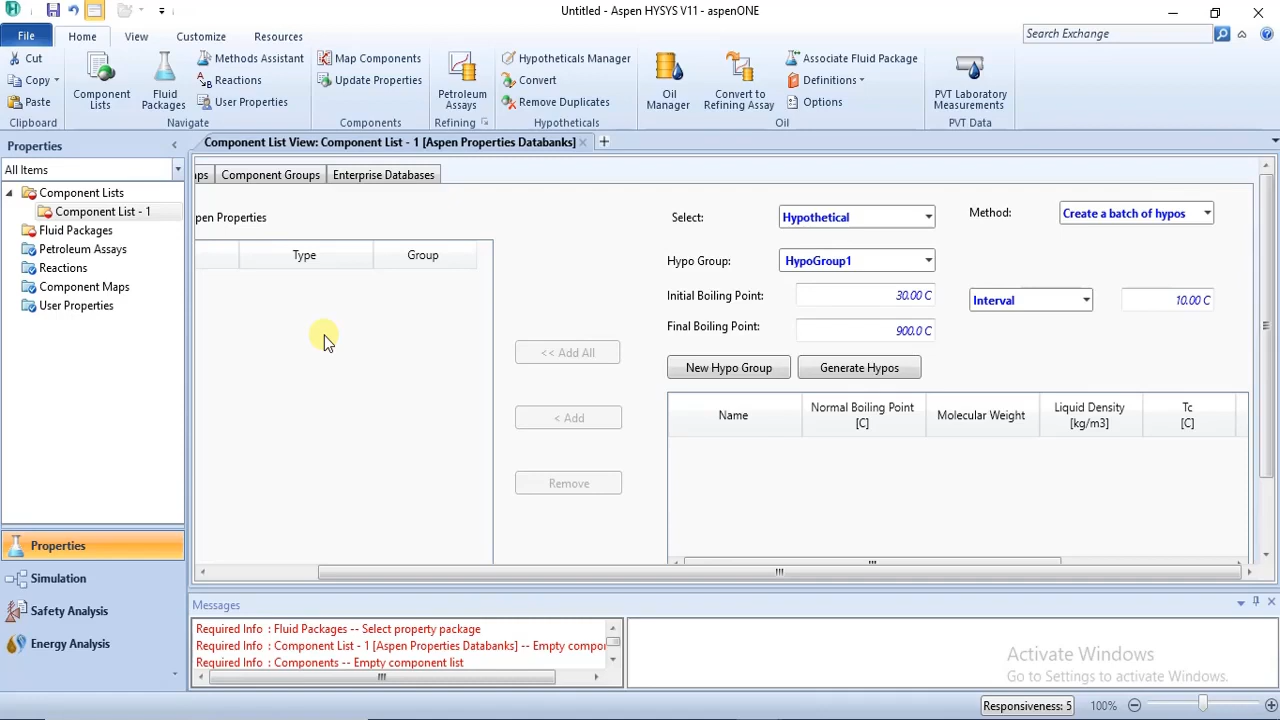 Untitled - Aspen HYSYS V11 - aspenONE
File
Home
View
Customize
Resources
Search Exchange
Cut
Copy
Paste
Clipboard
Component Lists
Fluid Packages
Methods Assistant
Reactions
User Properties
Navigate
Map Components
Update Properties
Components
Petroleum Assays
Refining
Hypotheticals Manager
Convert
Remove Duplicates
Hypotheticals
Oil Manager
Convert to Refining Assay
Associate Fluid Package
Definitions
Options
Oil
PVT Laboratory Measurements
PVT Data
Properties
All Items
Component Lists
Component List - 1
Fluid Packages
Petroleum Assays
Reactions
Component Maps
User Properties
Properties
Simulation
Safety Analysis
Energy Analysis
Component List View: Component List - 1 [Aspen Properties Databanks]
ps
Component Groups
Enterprise Databases
pen Properties
Type
Group
<< Add All
< Add
Remove
Select:
Hypothetical
Method:
Create a batch of hypos
Hypo Group:
HypoGroup1
Initial Boiling Point:
30.00 C
Interval
10.00 C
Final Boiling Point:
900.0 C
New Hypo Group
Generate Hypos
Name
Normal Boiling Point [C]
Molecular Weight
Liquid Density [kg/m3]
Tc [C]
Messages
Required Info : Fluid Packages -- Select property package
Required Info : Component List - 1 [Aspen Properties Databanks] -- Empty compo
Required Info : Components -- Empty component list
Activate Windows
Go to Settings to activate Windows.
Responsiveness: 5
100%